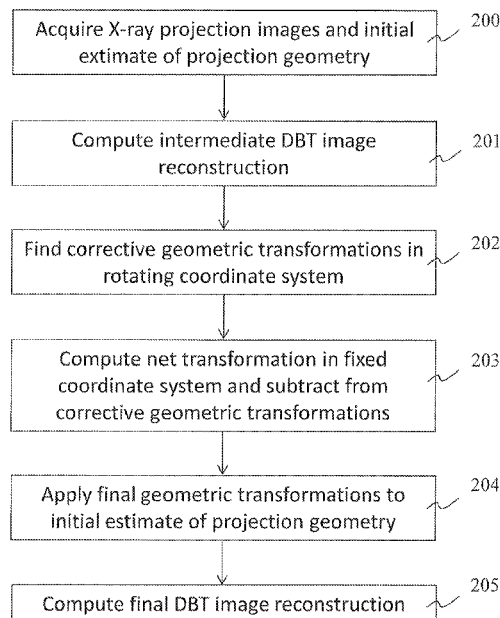 Acquire X-ray projection images and initial
extimate of projection geometry
200
Compute intermediate DBT image
reconstruction
201
Find corrective geometric transformations in
rotating coordinate system
202
Compute net transformation in fixed
coordinate system and subtract from
corrective geometric transformations
203
Apply final geometric transformations to
initial estimate of projection geometry
204
Compute final DBT image reconstruction
205